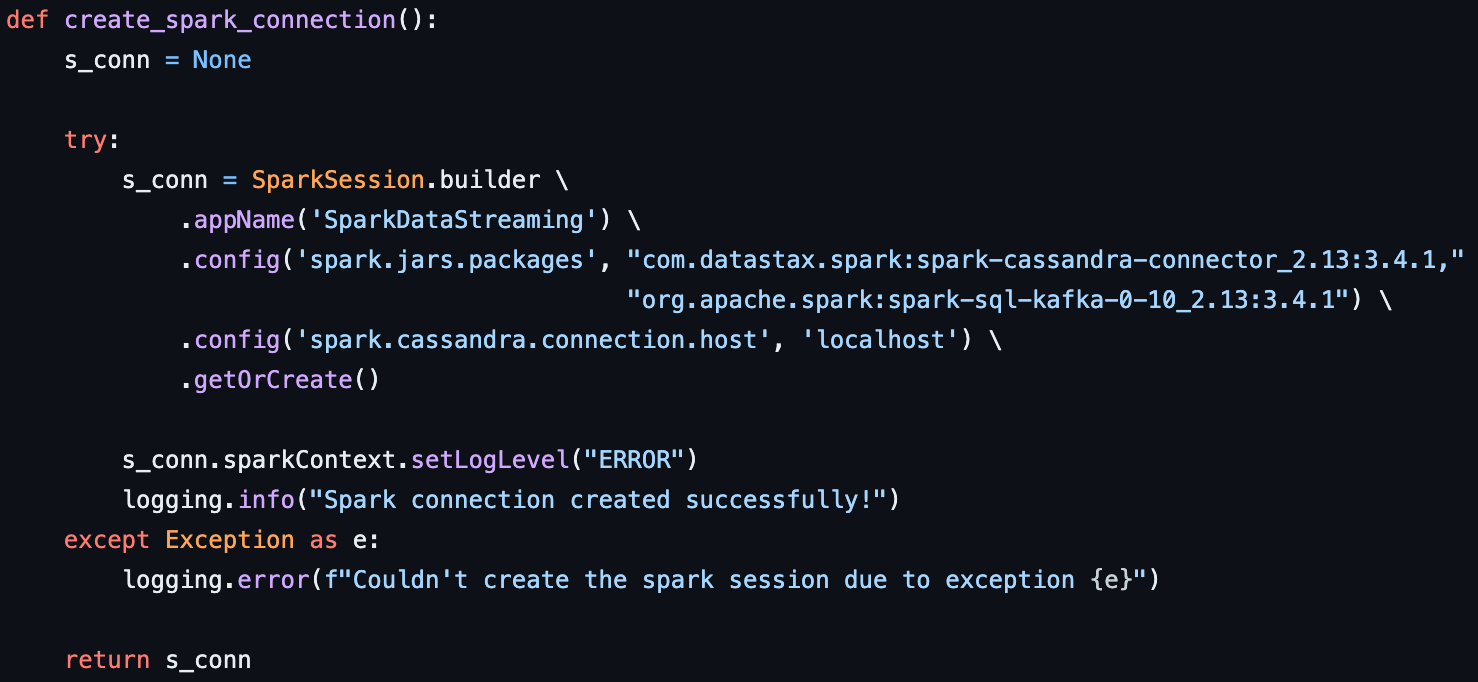 def create_spark_connection():
    s_conn = None

    try:
        s_conn = SparkSession.builder \
            .appName('SparkDataStreaming') \
            .config('spark.jars.packages', "com.datastax.spark:spark-cassandra-connector_2.13:3.4.1,"
                                           "org.apache.spark:spark-sql-kafka-0-10_2.13:3.4.1") \
            .config('spark.cassandra.connection.host', 'localhost') \
            .getOrCreate()

        s_conn.sparkContext.setLogLevel("ERROR")
        logging.info("Spark connection created successfully!")
    except Exception as e:
        logging.error(f"Couldn't create the spark session due to exception {e}")

    return s_conn